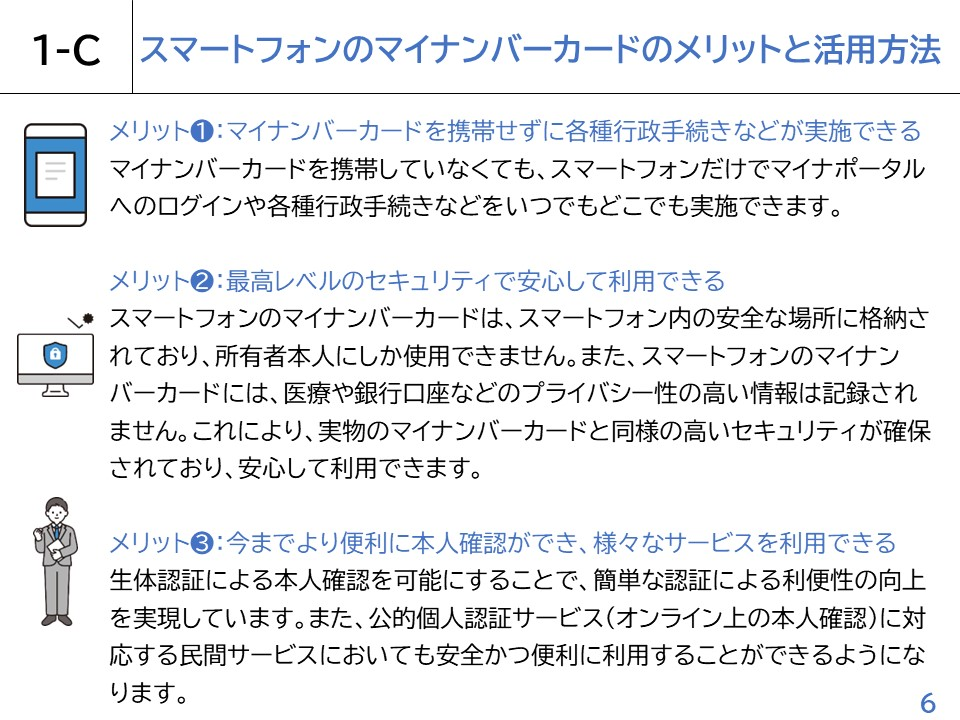 1-C
スマートフォンのマイナンバーカードのメリットと活用方法
メリット❶：マイナンバーカードを携帯せずに各種行政手続きなどが実施できる
マイナンバーカードを携帯していなくても、スマートフォンだけでマイナポータル
へのログインや各種行政手続きなどをいつでもどこでも実施できます。
メリット❷：最高レベルのセキュリティで安心して利用できる
スマートフォンのマイナンバーカードは、スマートフォン内の安全な場所に格納さ
れており、所有者本人にしか使用できません。また、スマートフォンのマイナン
バーカードには、医療や銀行口座などのプライバシー性の高い情報は記録され
ません。これにより、実物のマイナンバーカードと同様の高いセキュリティが確保
されており、安心して利用できます。
メリット❸：今までより便利に本人確認ができ、様々なサービスを利用できる
生体認証による本人確認を可能にすることで、簡単な認証による利便性の向上
を実現しています。また、公的個人認証サービス（オンライン上の本人確認）に対
応する民間サービスにおいても安全かつ便利に利用することができるようにな
ります。
6